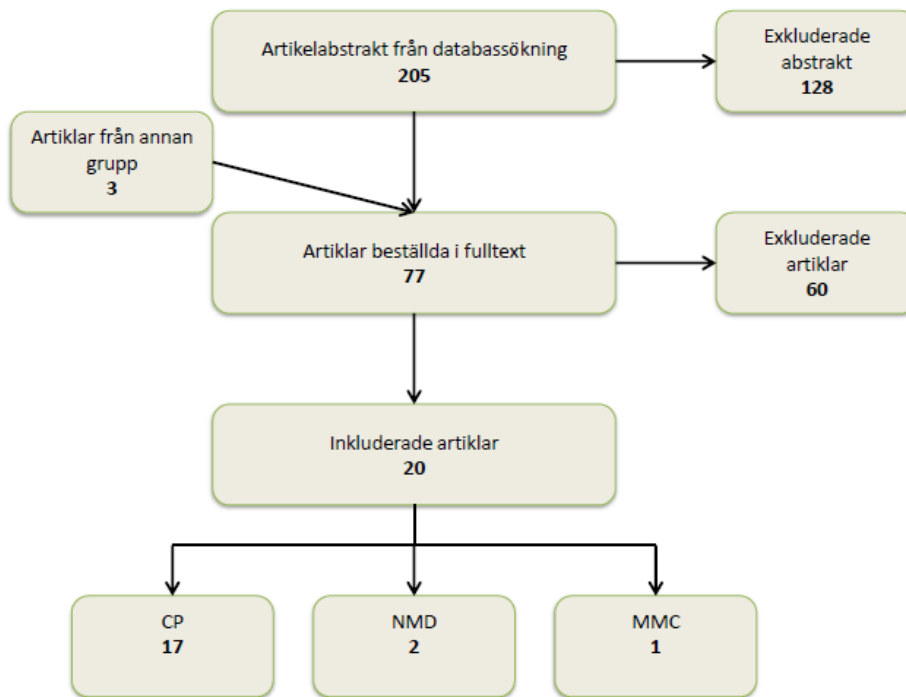 Artikelabstrakt från databassökning
205
Exkluderade
abstrakt
128
Artiklar från annan
grupp
3
Artiklar beställda i fulltext
77
Exkluderade
artiklar
60
Inkluderade artiklar
20
CP
17
NMD
2
MMC
1